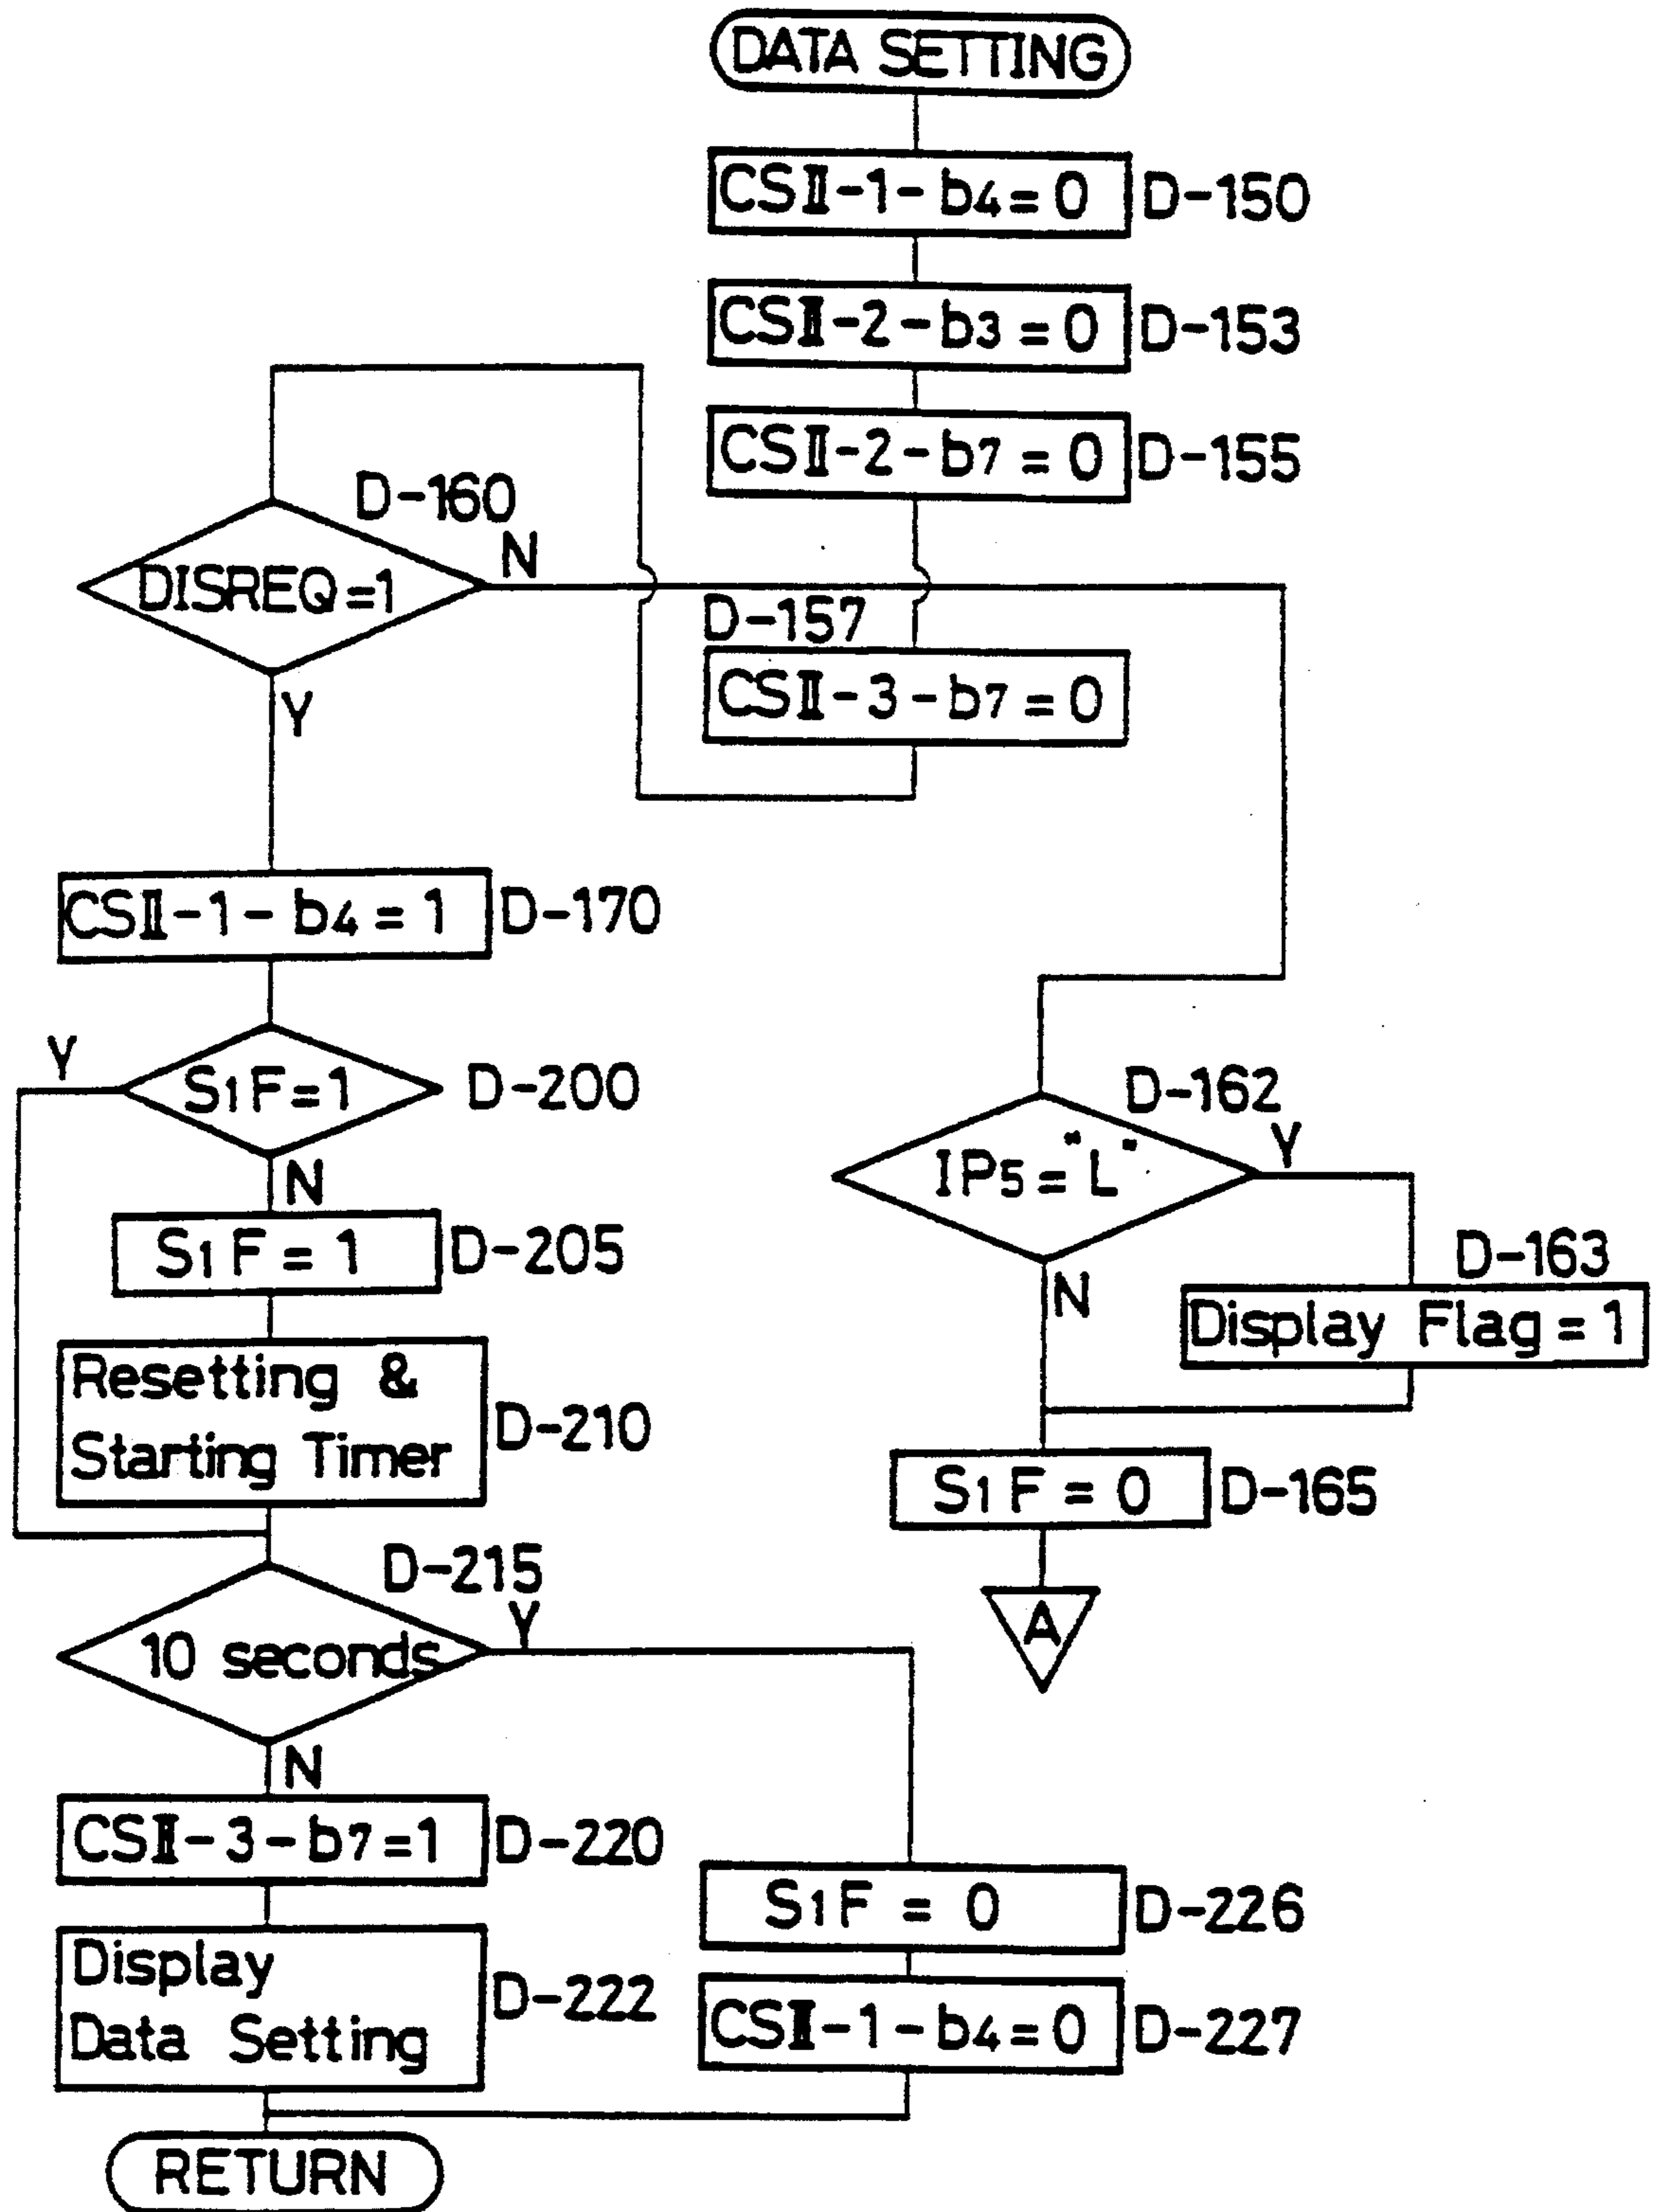 DATA SETTING
CSⅡ-1-b4=0 D-150
CSⅡ-2-b3=0 D-153
CSⅡ-2-b7=0 D-155
D-160
DISREQ=1
N
Y
D-157
CSⅡ-3-b7=0
CSⅡ-1-b4=1 D-170
Y
S1F=1 D-200
N
S1F=1 D-205
Resetting &
Starting Timer
D-210
D-162
IP5="L"
Y
N
D-163
Display Flag=1
S1F=0 D-165
A
D-215
10 seconds
Y
N
CSⅡ-3-b7=1 D-220
Display
Data Setting
D-222
S1F=0 D-226
CSⅡ-1-b4=0 D-227
RETURN